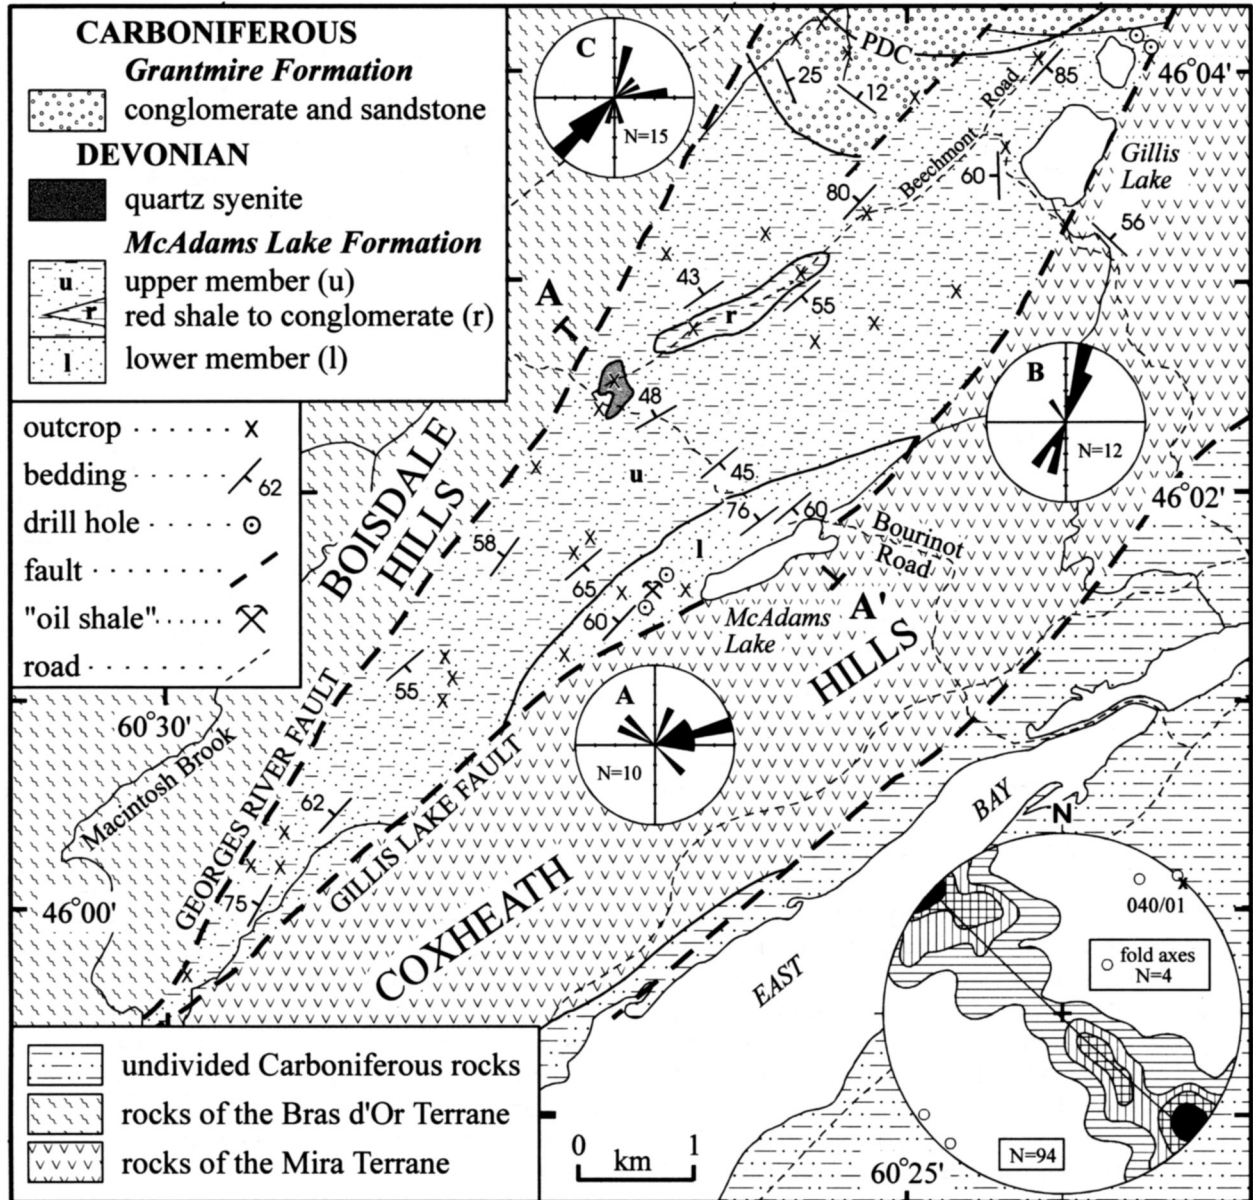 CARBONIFEROUS
Grantmire Formation
conglomerate and sandstone
DEVONIAN
quartz syenite
McAdams Lake Formation
u upper member (u)
r red shale to conglomerate (r)
l lower member (l)
outcrop . . . . . . . x
bedding . . . . . . 62
drill hole . . . . .
fault . . . . . . . .
"oil shale" . . . . .
road . . . . . . . .
C
N=15
PDC
25
12
85
Beechmont Road
46°04'
Gillis
Lake
80
60
56
A
43
55
r
48
B
N=12
u
45
46°02'
76
60
Bourinot
Road
BOISDALE
HILLS
58
l
65
60
McAdams
Lake
A'
HILLS
55
60°30'
A
N=10
Macintosh Brook
GEORGES RIVER FAULT
GILLIS LAKE FAULT
62
75
46°00'
COXHEATH
EAST
BAY
N
x
040/01
fold axes
N=4
N=94
undivided Carboniferous rocks
rocks of the Bras d'Or Terrane
rocks of the Mira Terrane
0 1
km
60°25'